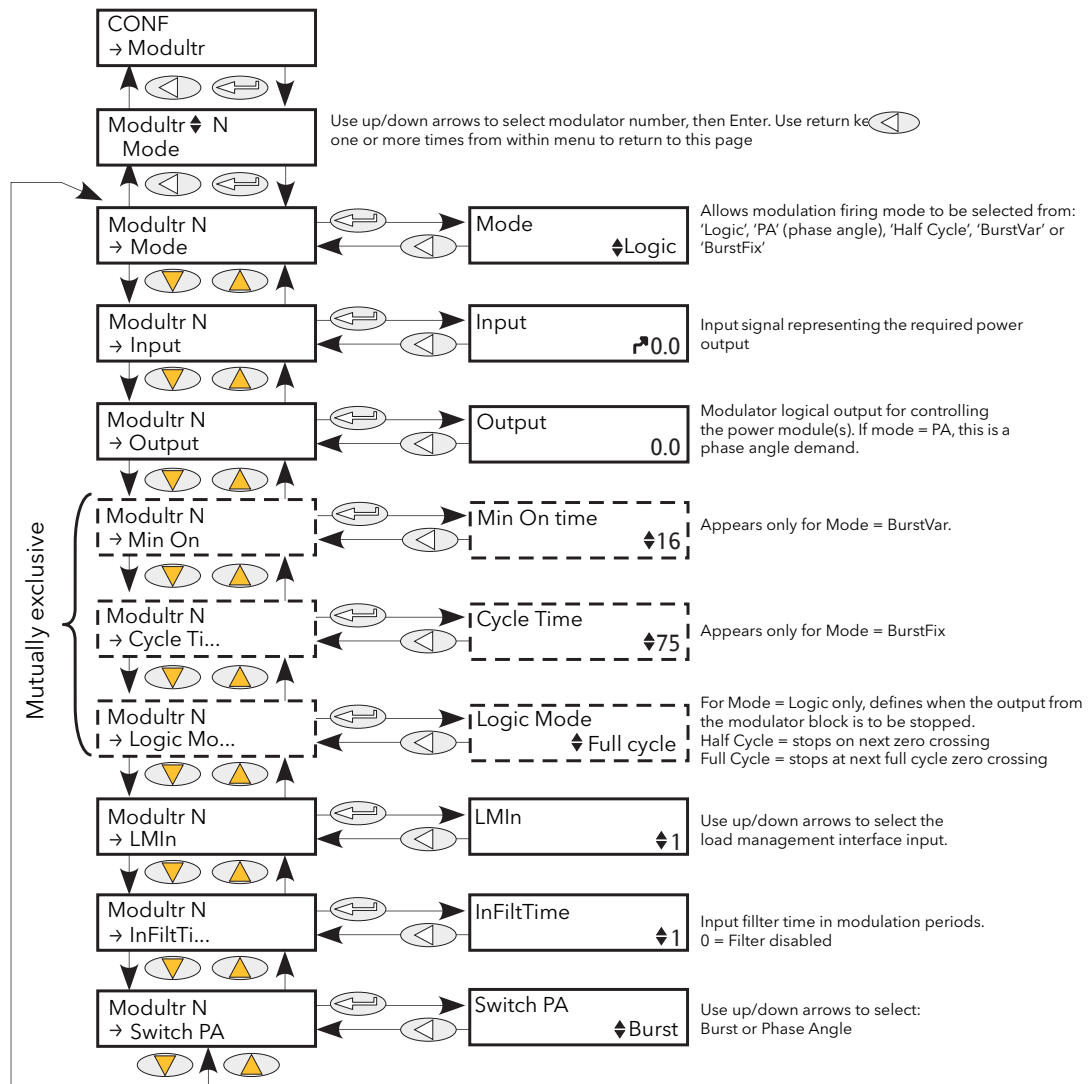 CONF
→ Modultr
Modultr N
Mode
Use up/down arrows to select modulator number, then Enter. Use return ke
one or more times from within menu to return to this page
Modultr N
→ Mode
Mode
Logic
Allows modulation firing mode to be selected from:
'Logic', 'PA' (phase angle), 'Half Cycle', 'BurstVar' or
'BurstFix'
Modultr N
→ Input
Input
0.0
Input signal representing the required power
output
Modultr N
→ Output
Output
0.0
Modulator logical output for controlling
the power module(s). If mode = PA, this is a
phase angle demand.
Mutually exclusive
Modultr N
→ Min On
Min On time
16
Appears only for Mode = BurstVar.
Modultr N
→ Cycle Ti...
Cycle Time
75
Appears only for Mode = BurstFix
Modultr N
→ Logic Mo...
Logic Mode
Full cycle
For Mode = Logic only, defines when the output from
the modulator block is to be stopped.
Half Cycle = stops on next zero crossing
Full Cycle = stops at next full cycle zero crossing
Modultr N
→ LMIn
LMIn
1
Use up/down arrows to select the
load management interface input.
Modultr N
→ InFiltTi...
InFiltTime
1
Input fillter time in modulation periods.
0 = Filter disabled
Modultr N
→ Switch PA
Switch PA
Burst
Use up/down arrows to select:
Burst or Phase Angle